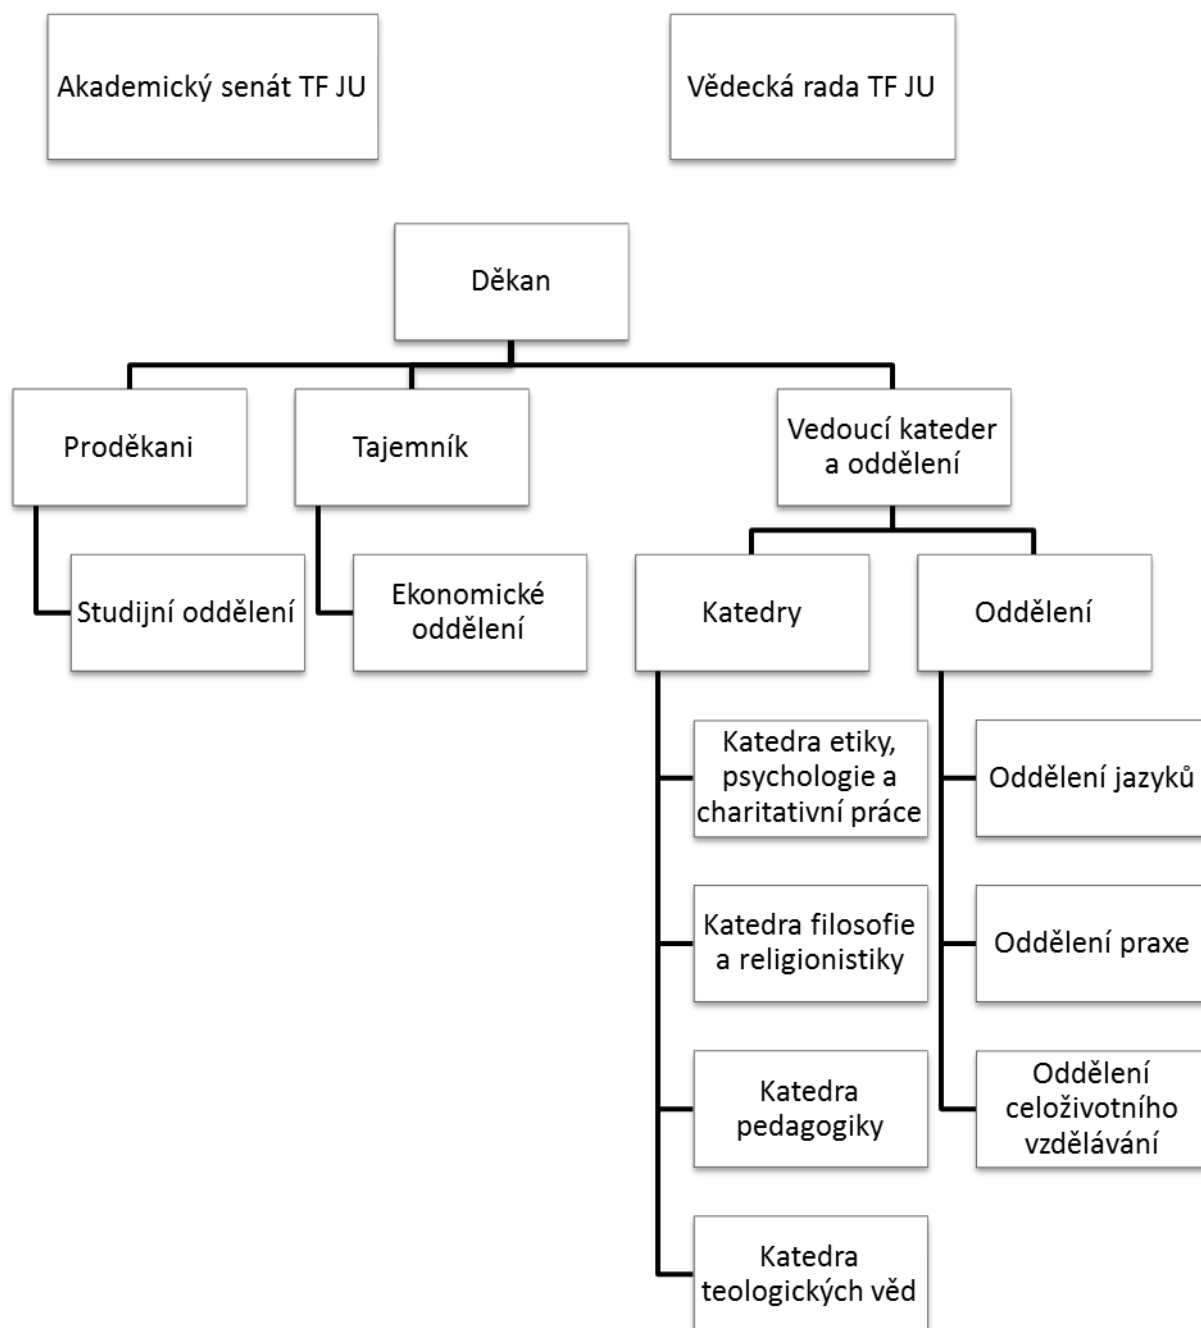 Akademický senát TF JU
Vědecká rada TF JU
Děkan
Proděkani
Tajemník
Vedoucí kateder
a oddělení
Studijní oddělení
Ekonomické
oddělení
Katedry
Oddělení
Katedra etiky,
psychologie a
charitativní práce
Oddělení jazyků
Katedra filosofie
a religionistiky
Oddělení praxe
Katedra
pedagogiky
Oddělení
celoživotního
vzdělávání
Katedra
teologických věd